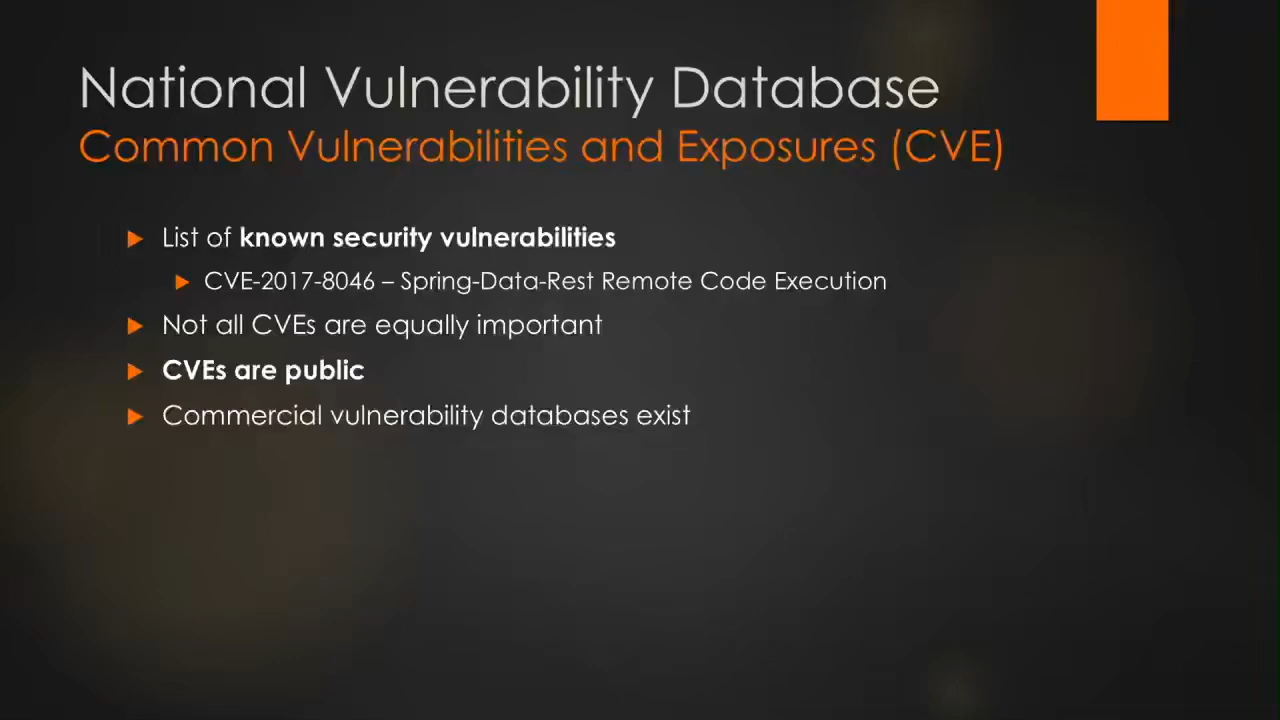 National Vulnerability Database
Common Vulnerabilities and Exposures (CVE)
List of known security vulnerabilities
CVE-2017-8046 – Spring-Data-Rest Remote Code Execution
Not all CVEs are equally important
CVEs are public
Commercial vulnerability databases exist